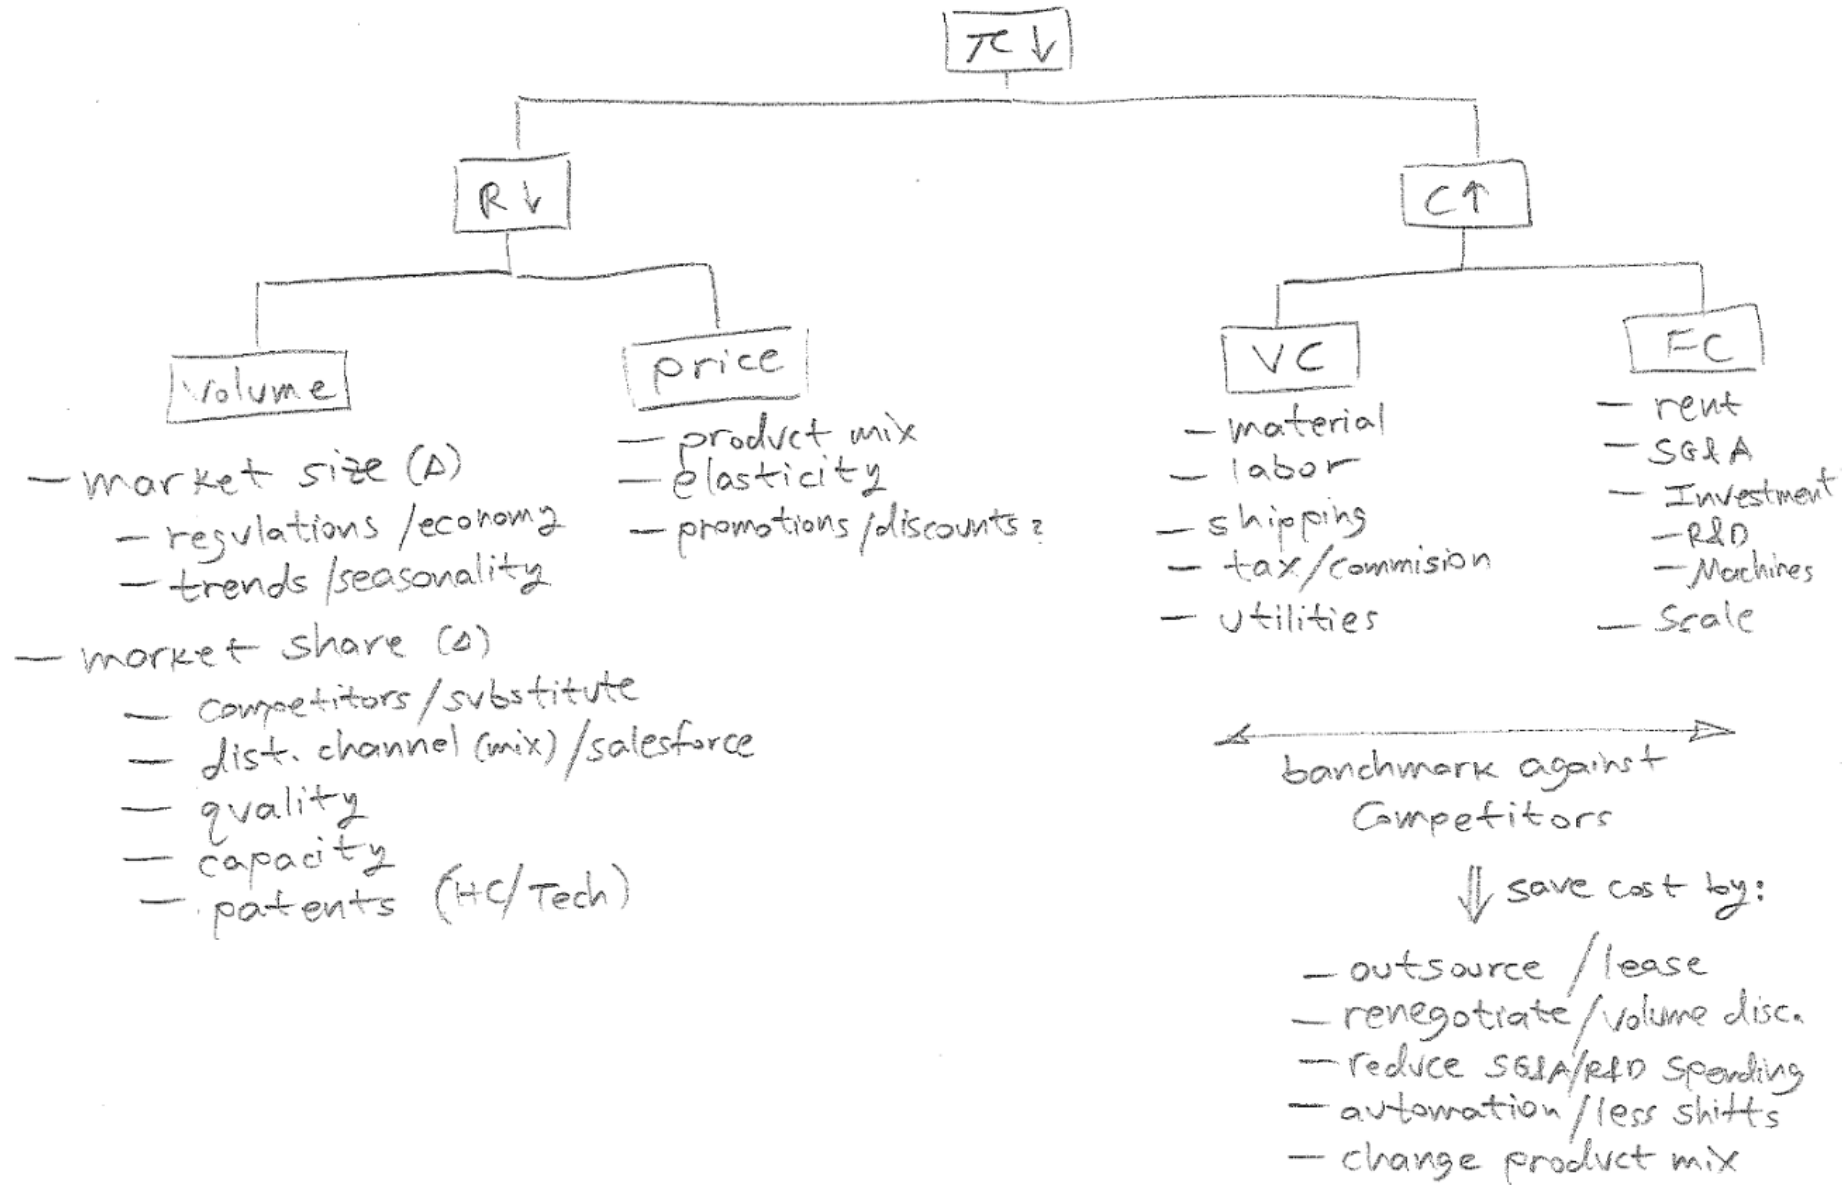 π ↓
R ↓
C ↑
Volume
— market size (Δ)
— regulations / economy
— trends / seasonality
— market share (Δ)
— competitors / substitute
— dist. channel (mix) / salesforce
— quality
— capacity
— patents (HC/Tech)
price
— product mix
— elasticity
— promotions / discounts?
VC
— material
— labor
— shipping
— tax/commision
— utilities
FC
— rent
— SG&A
— Investment
— R&D
— Machines
— Scale
banchmark against
Competitors
⇓ save cost by:
— outsource / lease
— renegotiate / volume disc.
— reduce SG&A/R&D Spending
— automation / less shifts
— change product mix